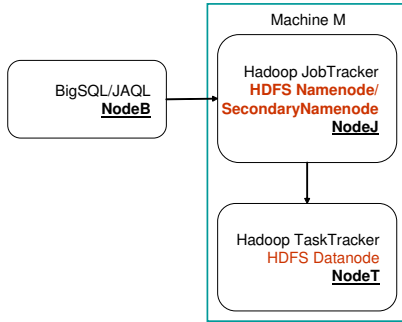 Machine M
BigSQL/JAQL
NodeB
Hadoop JobTracker
HDFS Namenode/
SecondaryNamenode
NodeJ
Hadoop TaskTracker
HDFS Datanode
NodeT